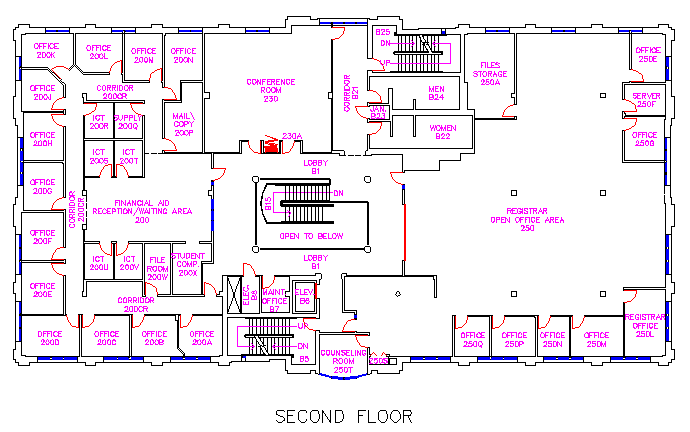 OFFICE
200K
OFFICE
200L
OFFICE
200M
OFFICE
200N
OFFICE
200J
CORRIDOR
200CR
ICT
200R
SUPPLY
200Q
MAIL\
COPY
200P
CONFERENCE
ROOM
230
230A
CORRIDOR
B21
B25
DN
UP
MEN
B24
JAN.
B23
WOMEN
B22
FILES
STORAGE
250A
OFFICE
250E
SERVER
250F
OFFICE
250G
OFFICE
200H
ICT
200S
ICT
200T
OFFICE
200G
CORRIDOR
200CR
FINANCIAL AID
RECEPTION/WAITING AREA
200
LOBBY
B1
B15
DN
OPEN TO BELOW
LOBBY
B1
REGISTRAR
OPEN OFFICE AREA
250
OFFICE
200F
ICT
200U
ICT
200V
FILE
ROOM
200W
STUDENT
COMP.
200X
OFFICE
200E
CORRIDOR
200CR
ELEC.
B8
MAINT.
OFFICE
B7
ELEV.
B6
OFFICE
200D
OFFICE
200C
OFFICE
200B
OFFICE
200A
UP
DN
B5
COUNSELING
ROOM
250T
250S
OFFICE
250Q
OFFICE
250P
OFFICE
250N
OFFICE
250M
REGISTRAR
OFFICE
250L
SECOND FLOOR